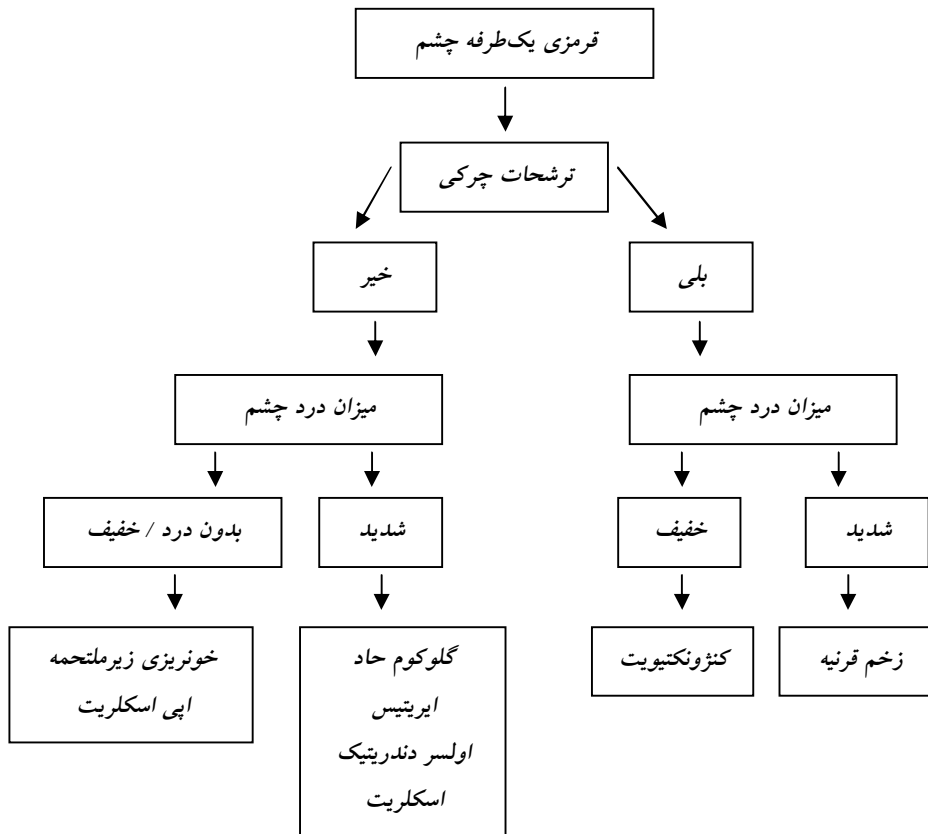 قرمزی یک‌طرفه چشم
ترشحات چرکی
بلی
خیر
میزان درد چشم
میزان درد چشم
شدید
خفیف
شدید
بدون درد / خفیف
زخم قرنیه
کنژونکتیویت
گلوکوم حاد
ایریتیس
اولسر دندریتیک
اسکلریت
خونریزی زیرملتحمه
اپی اسکلریت